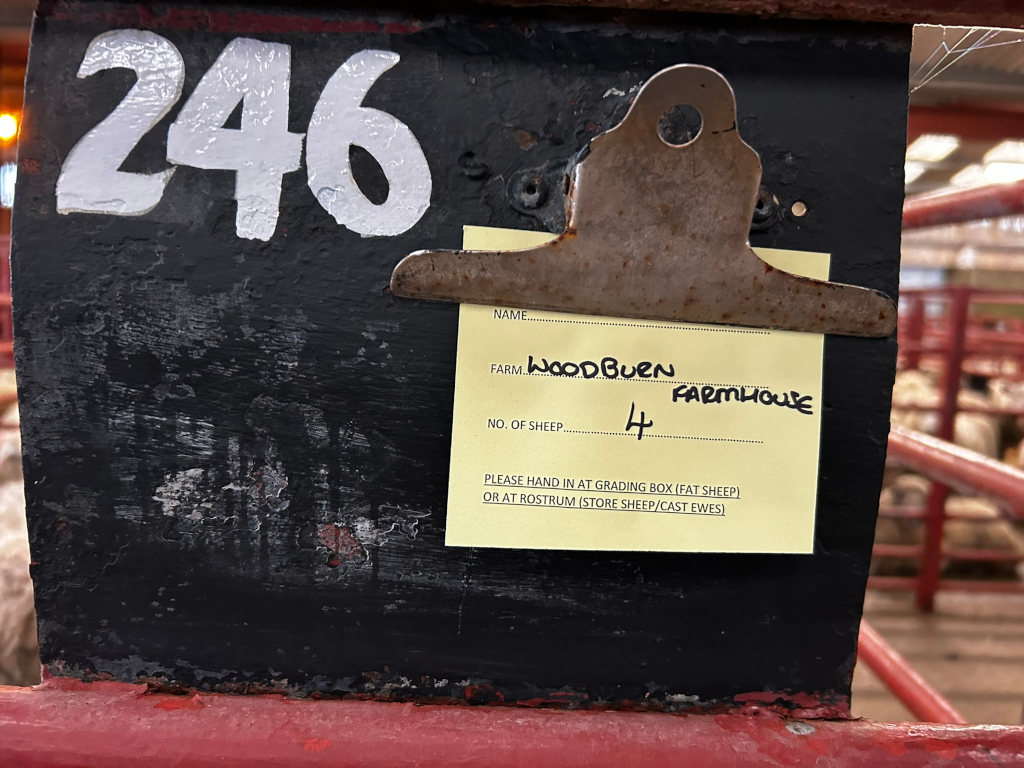 246
NAME
FARM WOODBURN
FARMHOUSE
NO. OF SHEEP 4
PLEASE HAND IN AT GRADING BOX (FAT SHEEP)
OR AT ROSTRUM (STORE SHEEP/CAST EWES)